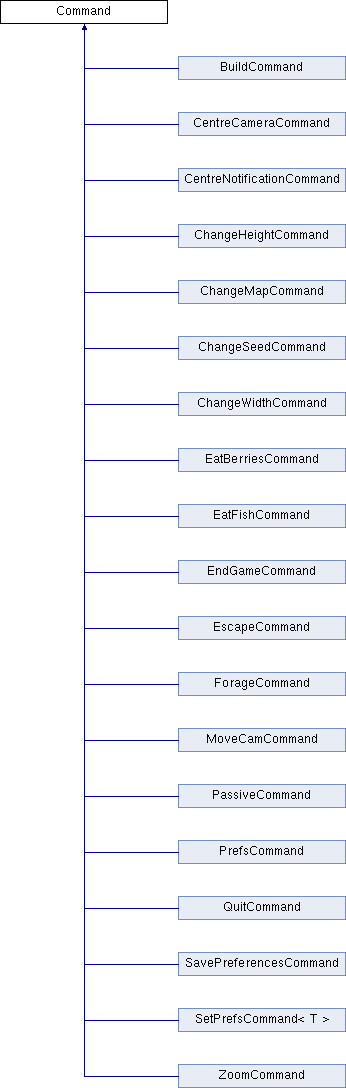 Command
BuildCommand
CentreCameraCommand
CentreNotificationCommand
ChangeHeightCommand
ChangeMapCommand
ChangeSeedCommand
ChangeWidthCommand
EatBerriesCommand
EatFishCommand
EndGameCommand
EscapeCommand
ForageCommand
MoveCamCommand
PassiveCommand
PrefsCommand
QuitCommand
SavePreferencesCommand
SetPrefsCommand< T >
ZoomCommand